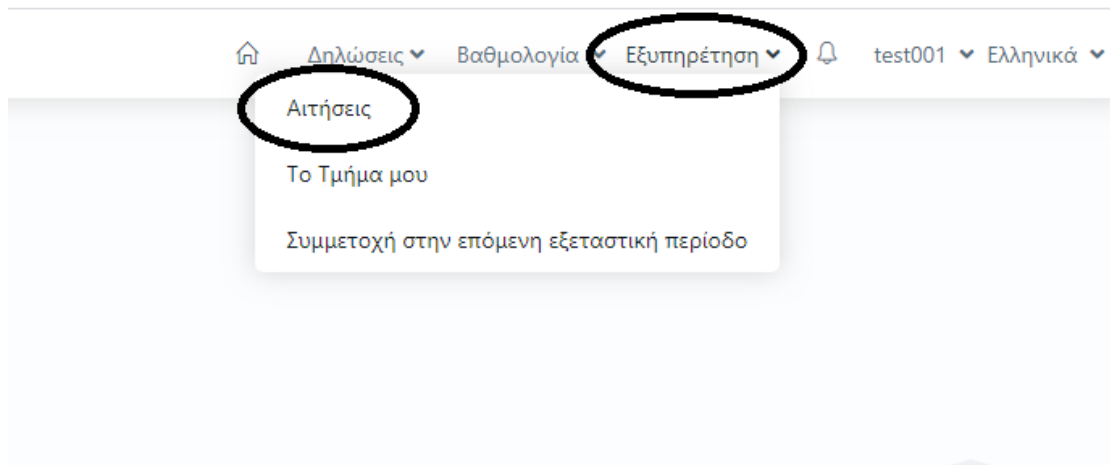 Δηλώσεις Βαθμολογία Εξυπηρέτηση test001 Ελληνικά
Αιτήσεις
Το Τμήμα μου
Συμμετοχή στην επόμενη εξεταστική περίοδο